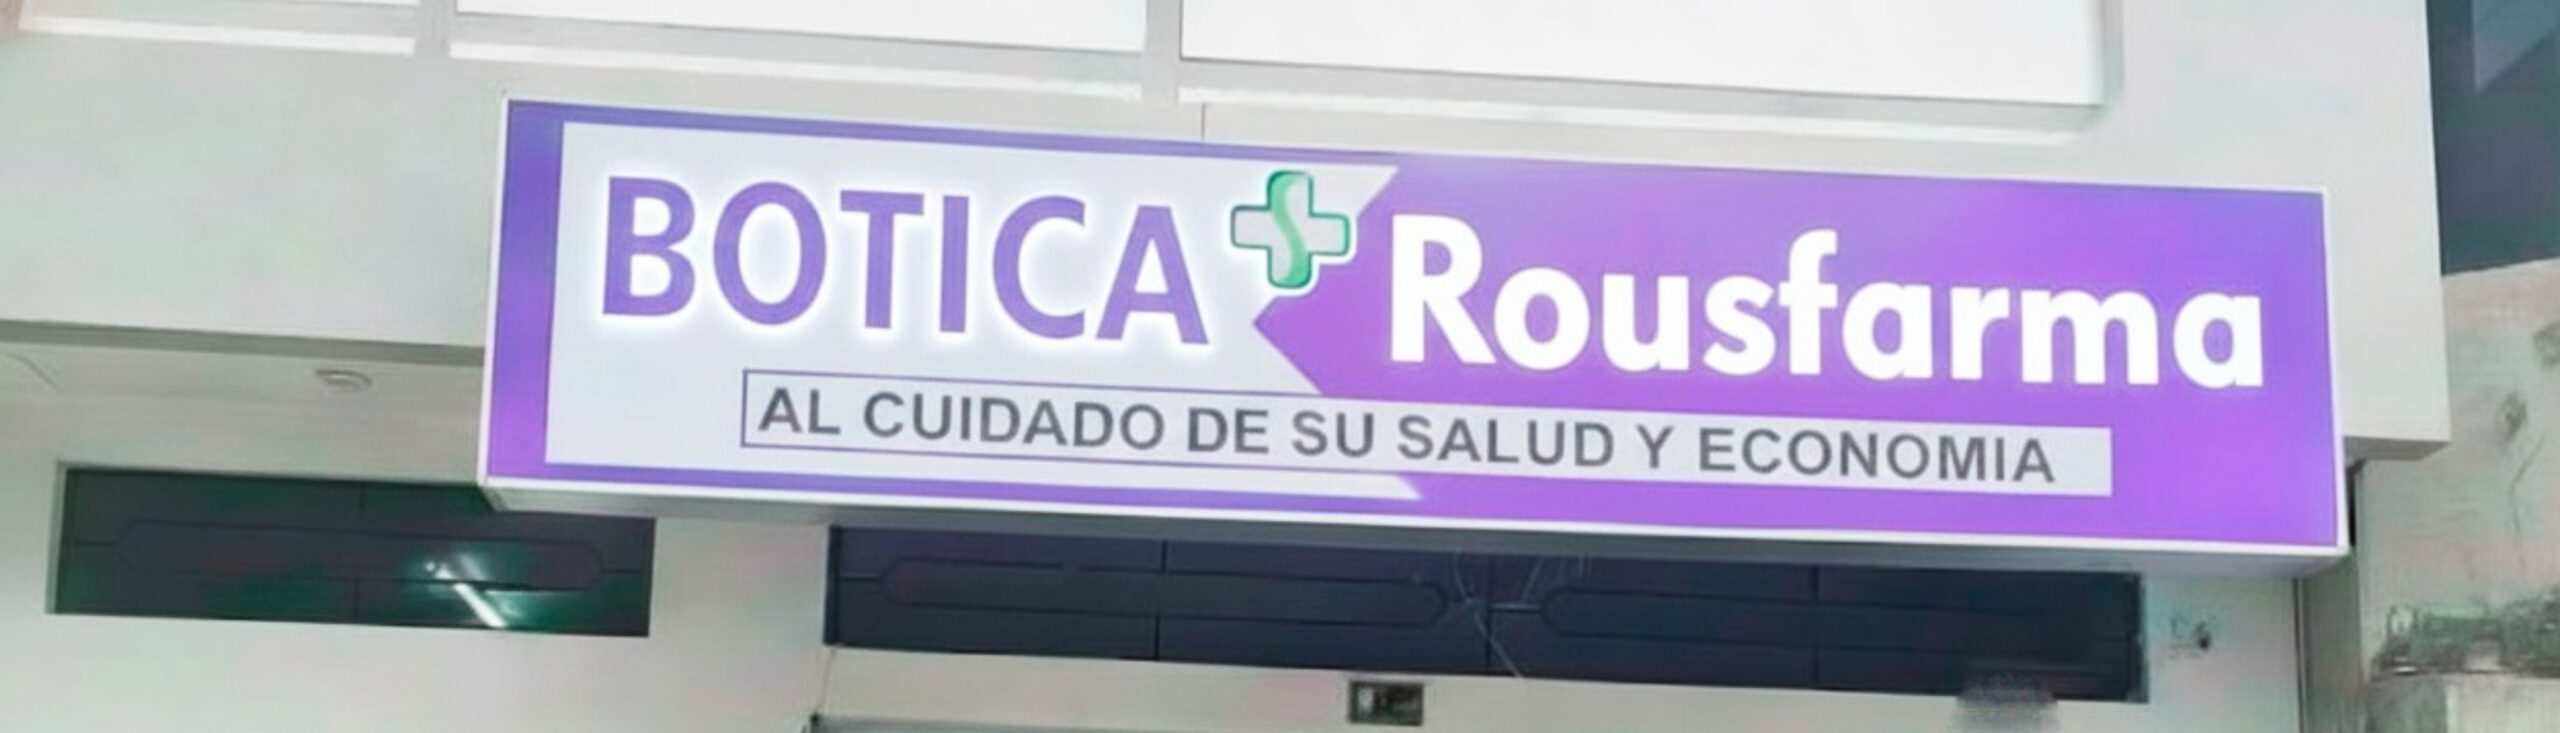 BOTICA Rousfarma
AL CUIDADO DE SU SALUD Y ECONOMIA